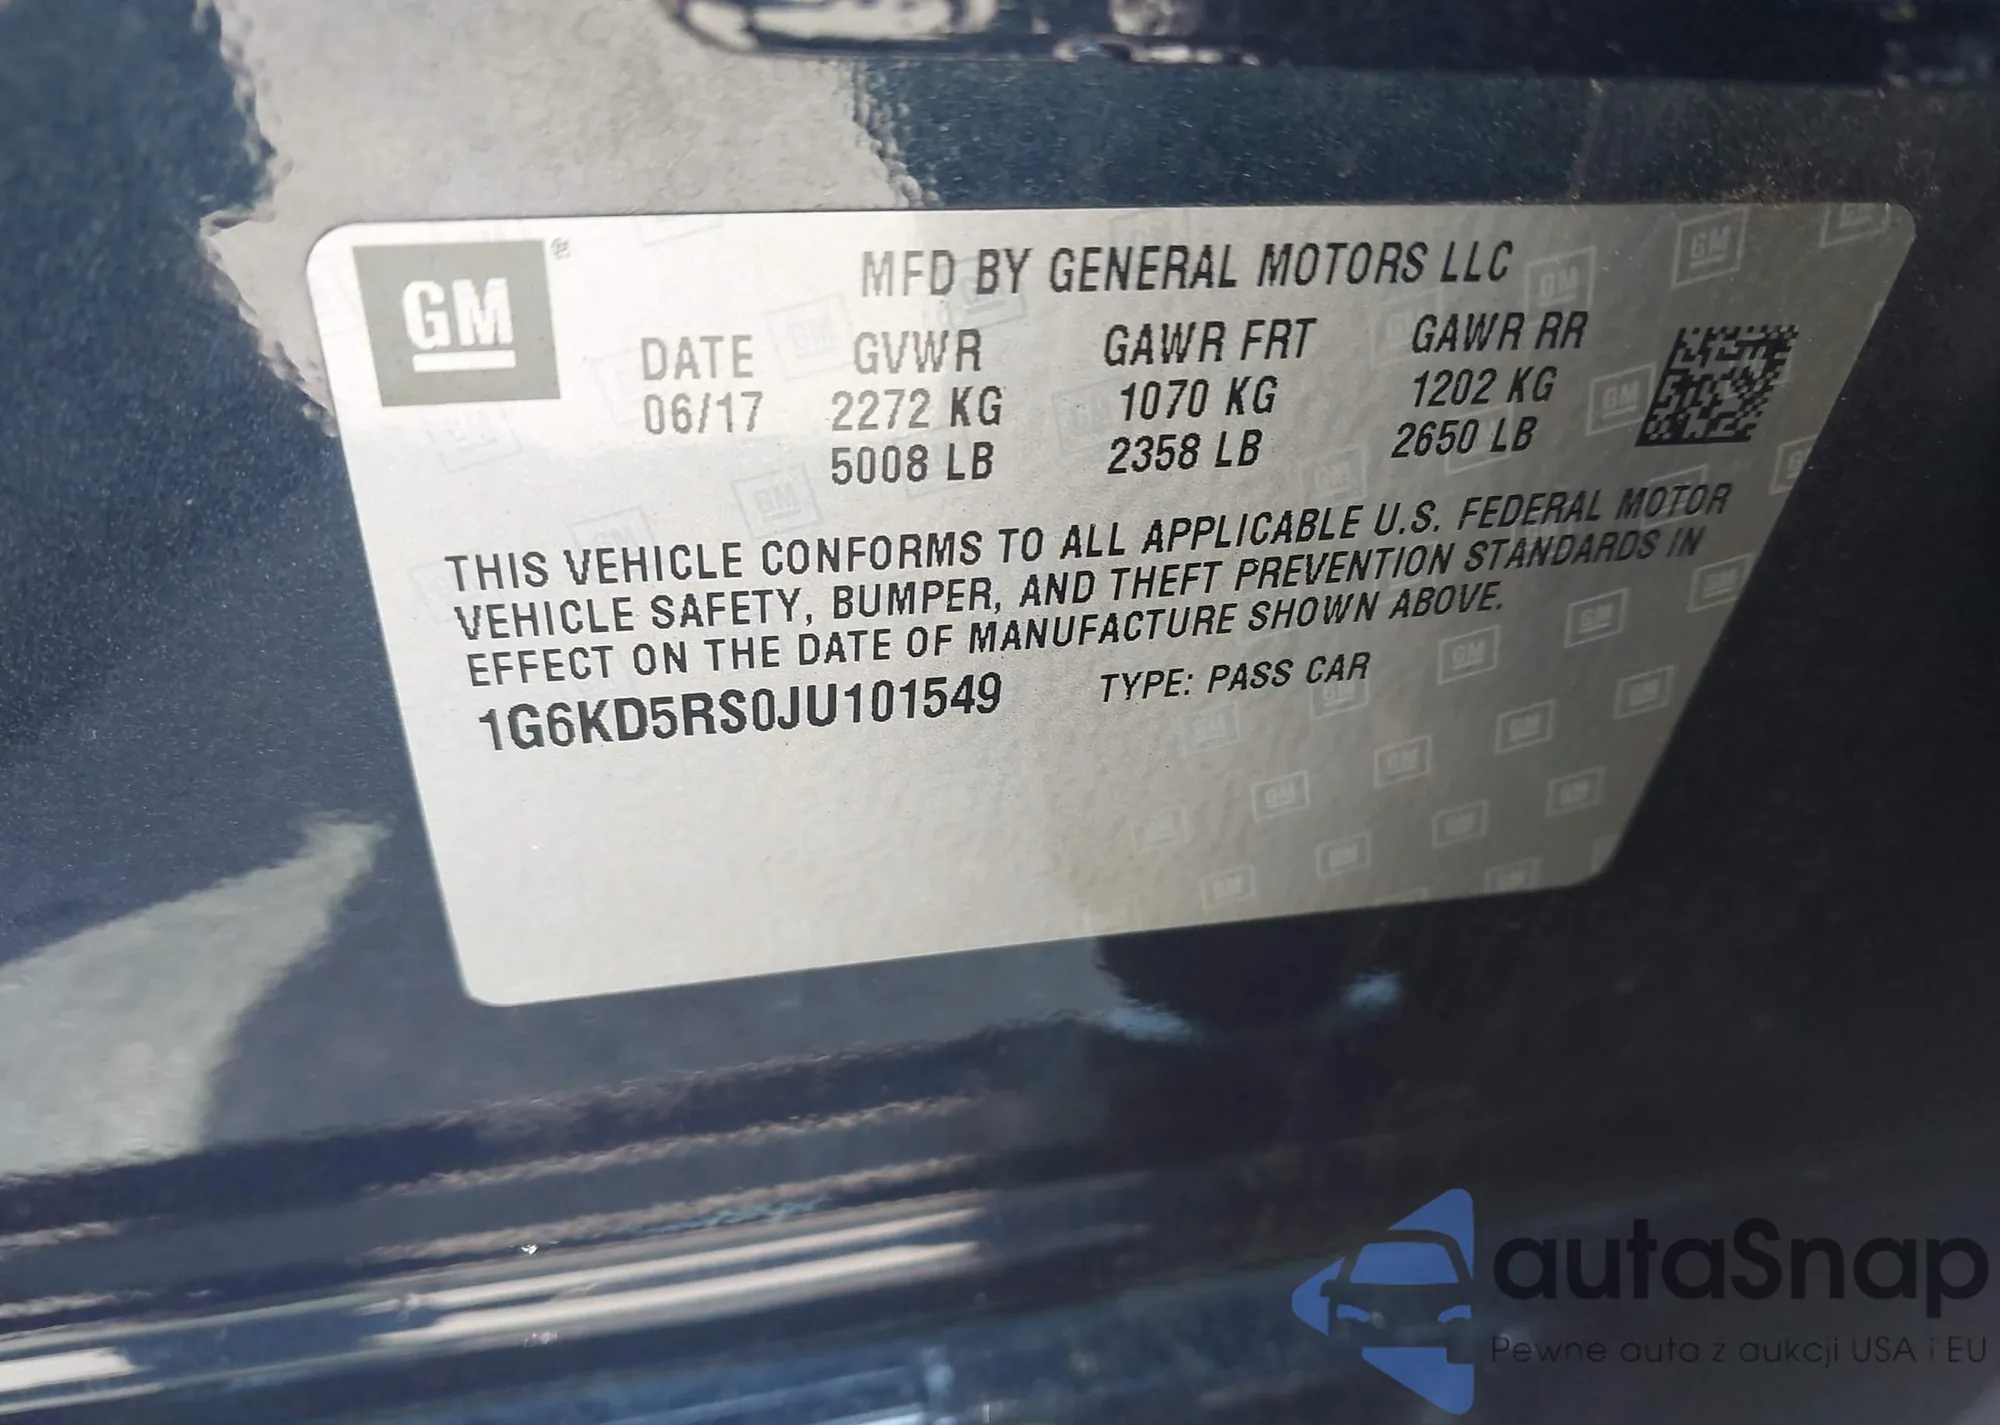 GM®
MFD BY GENERAL MOTORS LLC
DATE GVWR GAWR FRT GAWR RR
06/17 2272 KG 1070 KG 1202 KG
5008 LB 2358 LB 2650 LB
THIS VEHICLE CONFORMS TO ALL APPLICABLE U.S. FEDERAL MOTOR
VEHICLE SAFETY, BUMPER, AND THEFT PREVENTION STANDARDS IN
EFFECT ON THE DATE OF MANUFACTURE SHOWN ABOVE.
1G6KD5RS0JU101549 TYPE: PASS CAR
autaSnap
Pewne auta z aukcji USA i EU